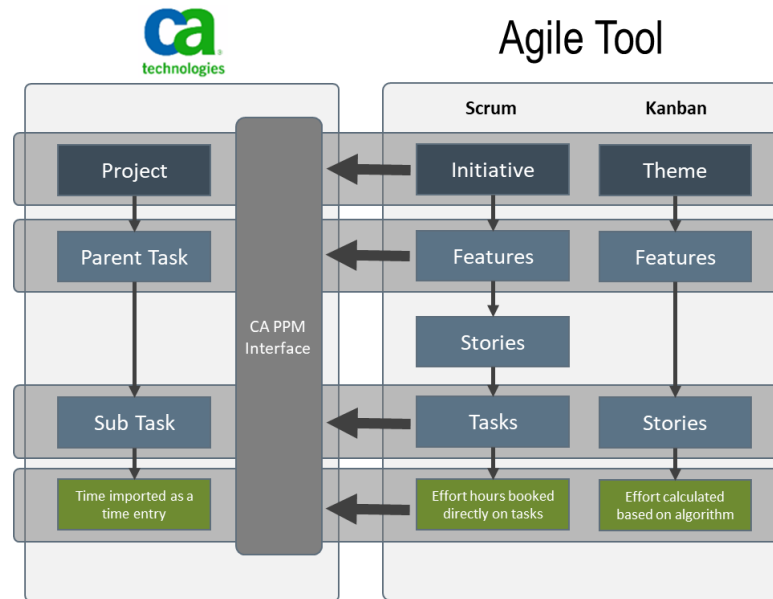 ca
technologies
Agile Tool
Scrum
Kanban
Project
Initiative
Theme
Parent Task
Features
Features
CA PPM
Interface
Stories
Sub Task
Tasks
Stories
Time imported as a
time entry
Effort hours booked
directly on tasks
Effort calculated
based on algorithm